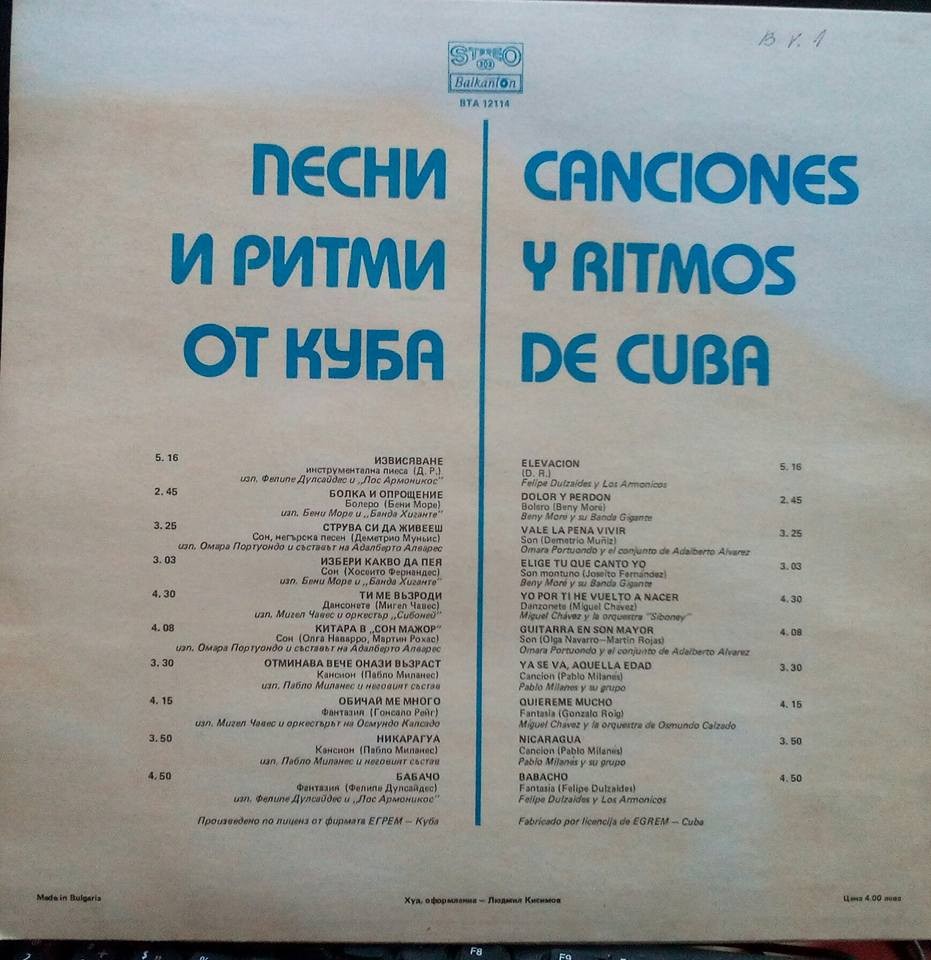 B V. 1
STEREO
Balkanton
BTA 12114
ПЕСНИ
И РИТМИ
ОТ КУБА
5. 16 ИЗВИСЯВАНЕ
инструментална пиеса (Д. Р.)
изп. Фелипе Дулсайдес и „Лос Армоникос"
2. 45 БОЛКА И ОПРОЩЕНИЕ
Болеро (Бени Море)
изп. Бени Море и „Банда Хиганте"
3. 25 СТРУВА СИ ДА ЖИВЕЕШ
Сон, негърска песен (Деметрио Муньис)
изп. Омара Портуондо и съставът на Адалберто Алварес
3. 03 ИЗБЕРИ КАКВО ДА ПЕЯ
Сон (Хосеито Фернандес)
изп. Бени Море и „Банда Хиганте"
4. 30 ТИ МЕ ВЪЗРОДИ
Дансонете (Мигел Чавес)
изп. Мигел Чавес и оркестър „Сибоней"
4. 08 КИТАРА В „СОН МАЖОР"
Сон (Олга Наварро, Мартин Рохас)
изп. Омара Портуондо и съставът на Адалберто Алварес
3. 30 ОТМИНАВА ВЕЧЕ ОНАЗИ ВЪЗРАСТ
Кансион (Пабло Миланес)
изп. Пабло Миланес и неговият състав
4. 15 ОБИЧАЙ МЕ МНОГО
Фантазия (Гонсало Рейг)
изп. Мигел Чавес и оркестърът на Осмундо Калсадо
3. 50 НИКАРАГУА
Кансион (Пабло Миланес)
изп. Пабло Миланес и неговият състав
4. 50 БАБАЧО
Фантазия (Фелипе Дулсайдес)
изп. Фелипе Дулсайдес и „Лос Армоникос"
Произведено по лиценз от фирмата ЕГРЕМ – Куба
CANCIONES
Y RITMOS
DE CUBA
ELEVACION 5. 16
(D. R.)
Felipe Dulzaides y Los Armonicos
DOLOR Y PERDON 2. 45
Bolero (Beny Moré)
Beny Moré y su Banda Gigante
VALE LA PENA VIVIR 3. 25
Son (Demetrio Muñiz)
Omara Portuondo y el conjunto de Adalberto Alvarez
ELIGE TU QUE CANTO YO 3. 03
Son montuno (Joseito Fernández)
Beny Moré y su Banda Gigante
YO POR TI HE VUELTO A NACER 4. 30
Danzonete (Miguel Chávez)
Miguel Chávez y la orquestra "Siboney"
GUITARRA EN SON MAYOR 4. 08
Son (Olga Navarro–Martin Rojas)
Omara Portuondo y el conjunto de Adalberto Alvarez
YA SE VA, AQUELLA EDAD 3. 30
Cancion (Pablo Milanes)
Pablo Milanes y su grupo
QUIEREME MUCHO 4. 15
Fantasia (Gonzalo Roig)
Miguel Chavez y la orquestra de Osmundo Calzado
NICARAGUA 3. 50
Cancion (Pablo Milanes)
Pablo Milanes y su grupo
BABACHO 4. 50
Fantasia (Felipe Dulzaides)
Felipe Dulzaides y Los Armonicos
Fabricado por licencija de EGREM – Cuba
Made in Bulgaria
Худ. оформление – Людмил Кисимов
Цена 4.00 лева
$ %
F8
F9